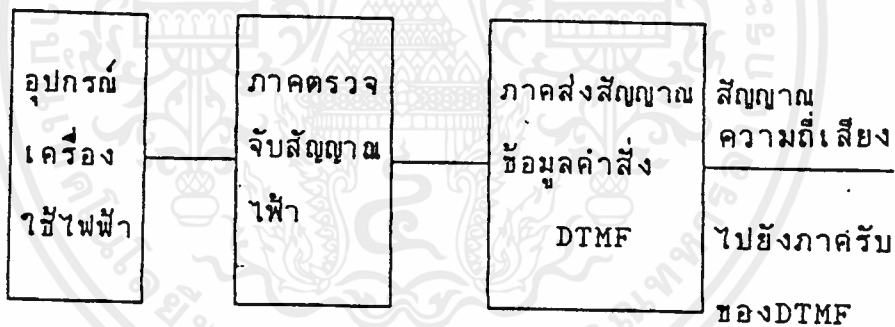 อุปกรณ์
เครื่อง
ใช้ไฟฟ้า
ภาคตรวจ
จับสัญญาณ
ไฟ้า
ภาคส่งสัญญาณ
ข้อมูลคำสั่ง
DTMF
สัญญาณ
ความถี่เสียง
ไปยังภาครับ
ของDTMF